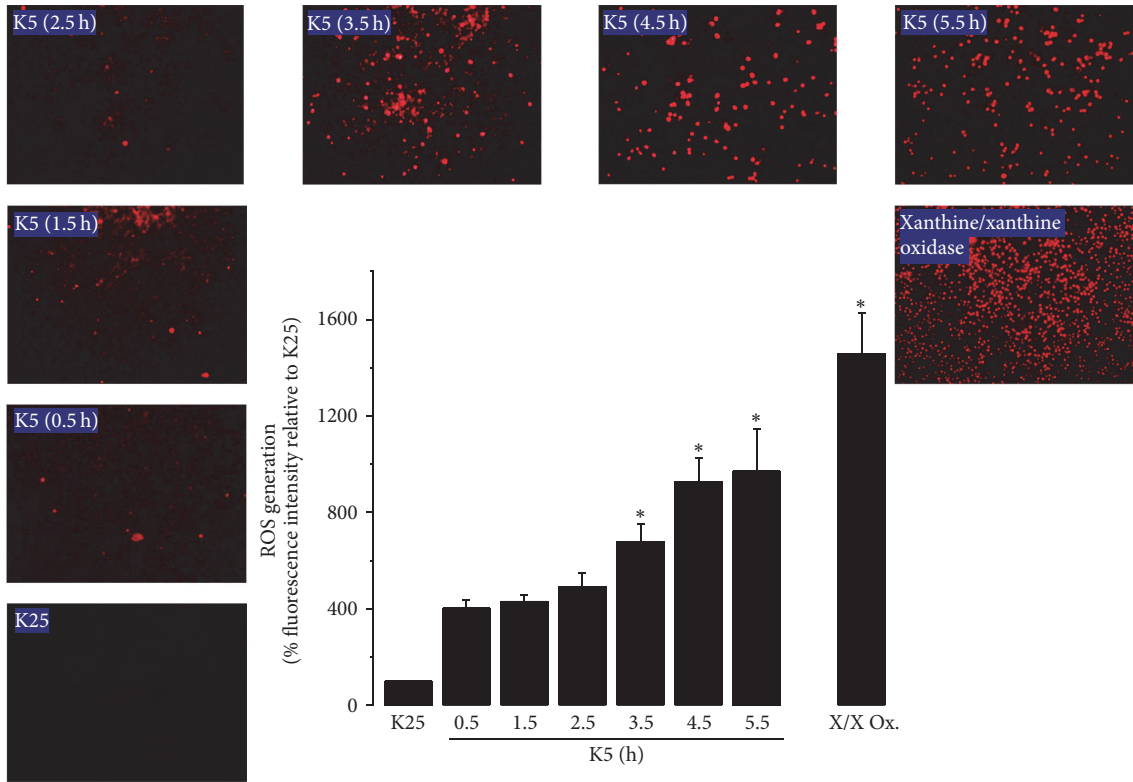 K5 (2.5 h)
K5 (3.5 h)
K5 (4.5 h)
K5 (5.5 h)
K5 (1.5 h)
Xanthine/xanthine
oxidase
K5 (0.5 h)
K25
ROS generation
(% fluorescence intensity relative to K25)
1600
1200
800
400
0
*
*
*
*
K25
0.5
1.5
2.5
3.5
4.5
5.5
X/X Ox.
K5 (h)